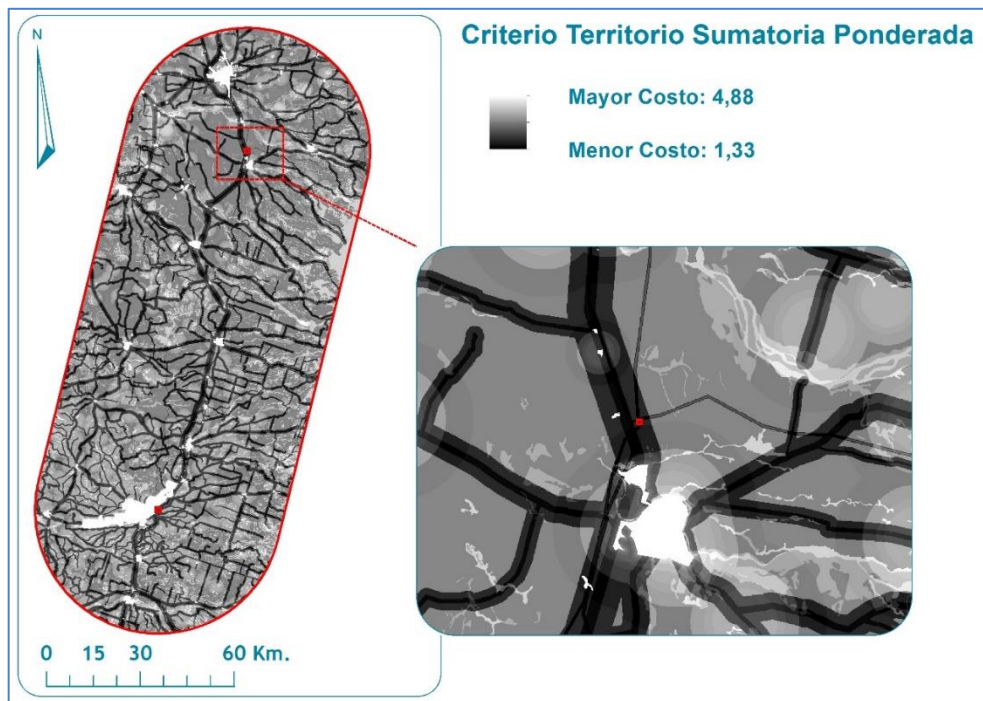 N
Criterio Territorio Sumatoria Ponderada
Mayor Costo: 4,88
Menor Costo: 1,33
0 15 30 60 Km.